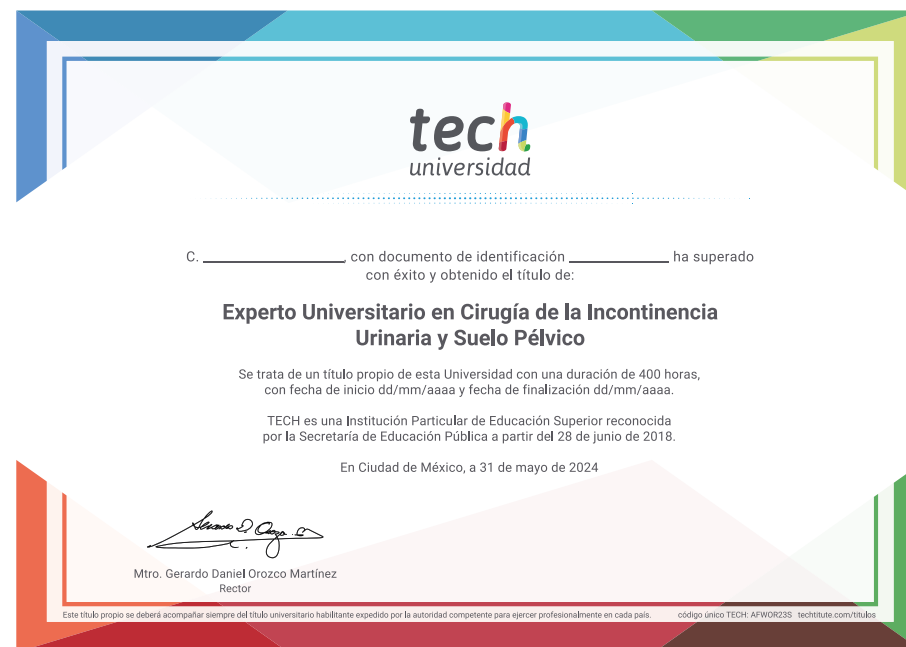 tech
universidad
C. ____________, con documento de identificación ____________ ha superado
con éxito y obtenido el título de:
Experto Universitario en Cirugía de la Incontinencia
Urinaria y Suelo Pélvico
Se trata de un título propio de esta Universidad con una duración de 400 horas,
con fecha de inicio dd/mm/aaaa y fecha de finalización dd/mm/aaaa.
TECH es una Institución Particular de Educación Superior reconocida
por la Secretaría de Educación Pública a partir del 28 de junio de 2018.
En Ciudad de México, a 31 de mayo de 2024
Mtro. Gerardo Daniel Orozco Martínez
Rector
Este título propio se deberá acompañar siempre del título universitario habilitante expedido por la autoridad competente para ejercer profesionalmente en cada país. código único TECH: AFWOR23S techtitute.com/titulos